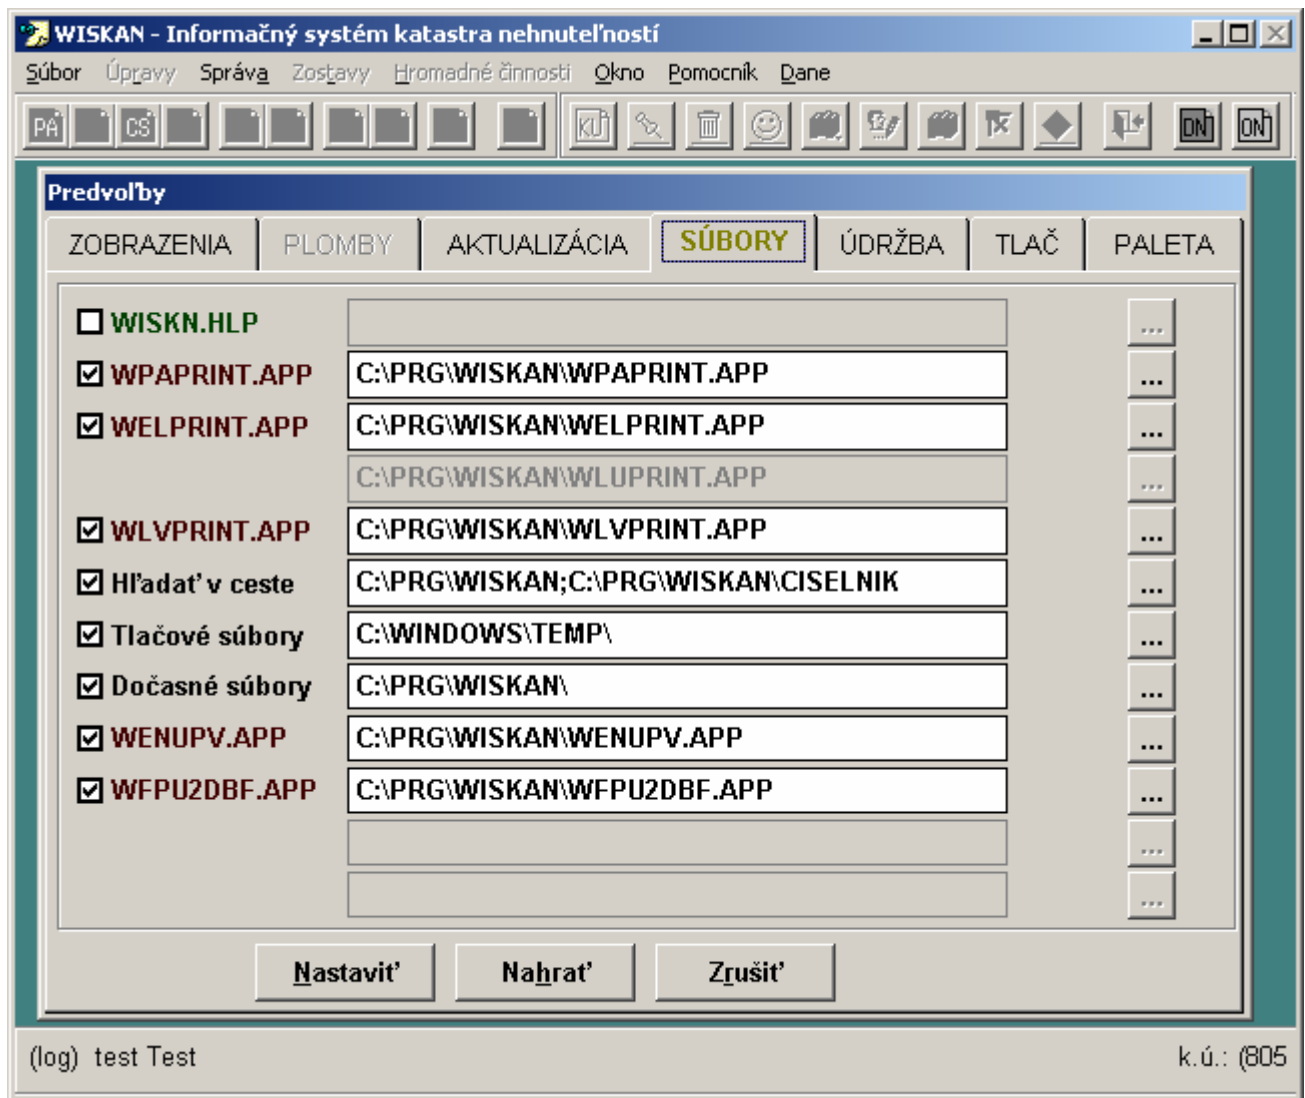 WISKAN - Informačný systém katastra nehnuteľností
Súbor Úpravy Správa Zostavy Hromadné činnosti Okno Pomocník Dane
PA CS KU DN ON
Predvoľby
ZOBRAZENIA PLOMBY AKTUALIZÁCIA SÚBORY ÚDRŽBA TLAČ PALETA
WISKN.HLP ...
WPAPRINT.APP C:\PRG\WISKAN\WPAPRINT.APP ...
WELPRINT.APP C:\PRG\WISKAN\WELPRINT.APP ...
C:\PRG\WISKAN\WLUPRINT.APP ...
WLVPRINT.APP C:\PRG\WISKAN\WLVPRINT.APP ...
Hľadať v ceste C:\PRG\WISKAN;C:\PRG\WISKAN\CISELNIK ...
Tlačové súbory C:\WINDOWS\TEMP\ ...
Dočasné súbory C:\PRG\WISKAN\ ...
WENUPV.APP C:\PRG\WISKAN\WENUPV.APP ...
WFPU2DBF.APP C:\PRG\WISKAN\WFPU2DBF.APP ...
...
...
Nastaviť Nahrať Zrušiť
(log) test Test k.ú.: (805